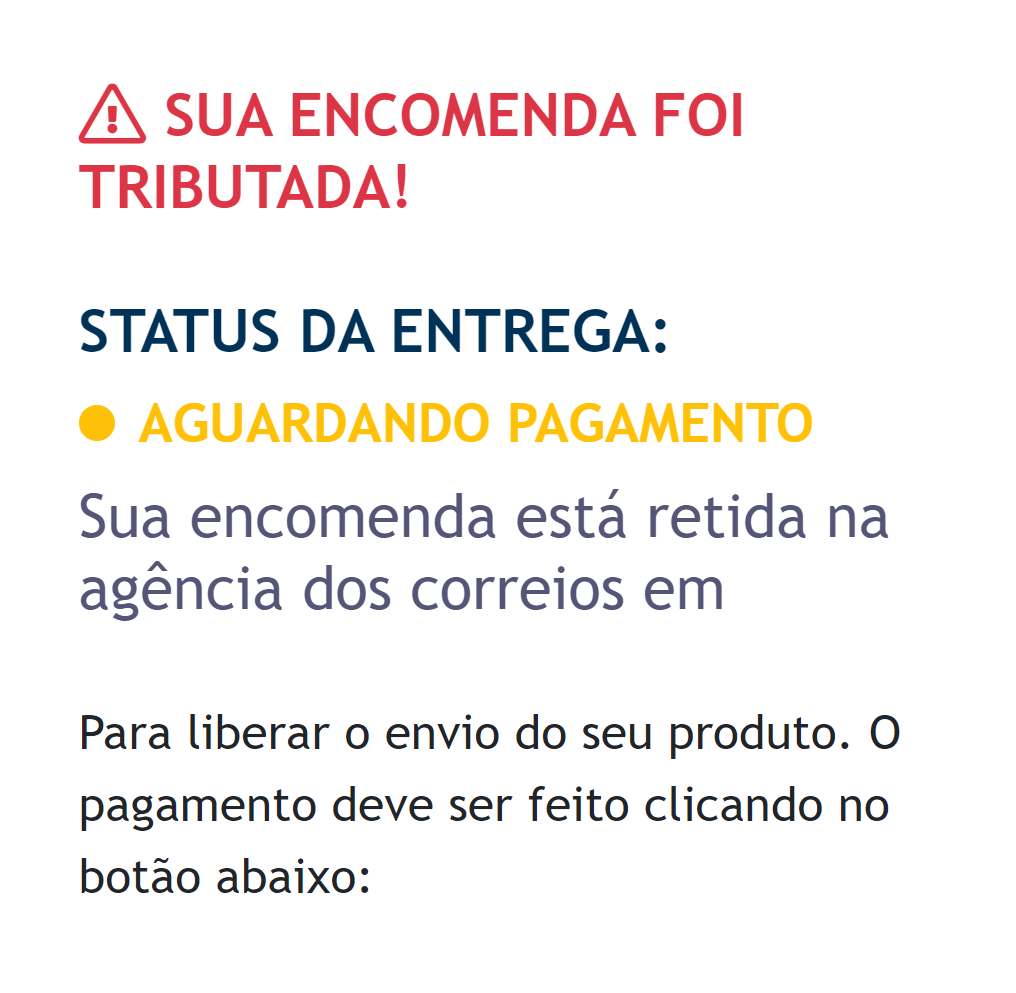 SUA ENCOMENDA FOI
TRIBUTADA!
STATUS DA ENTREGA:
AGUARDANDO PAGAMENTO
Sua encomenda está retida na
agência dos correios em
Para liberar o envio do seu produto. O
pagamento deve ser feito clicando no
botão abaixo: